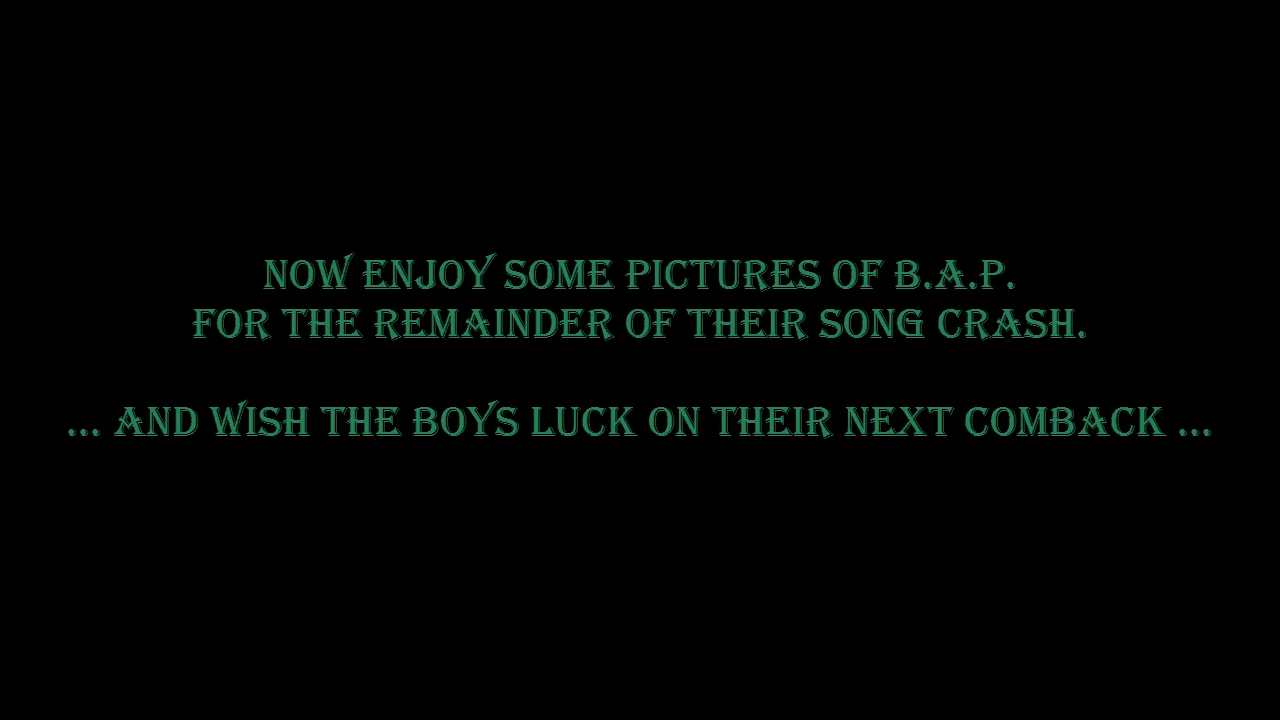 NOW ENJOY SOME PICTURES OF B.A.P.
FOR THE REMAINDER OF THEIR SONG CRASH.
... AND WISH THE BOYS LUCK ON THEIR NEXT COMBACK ...